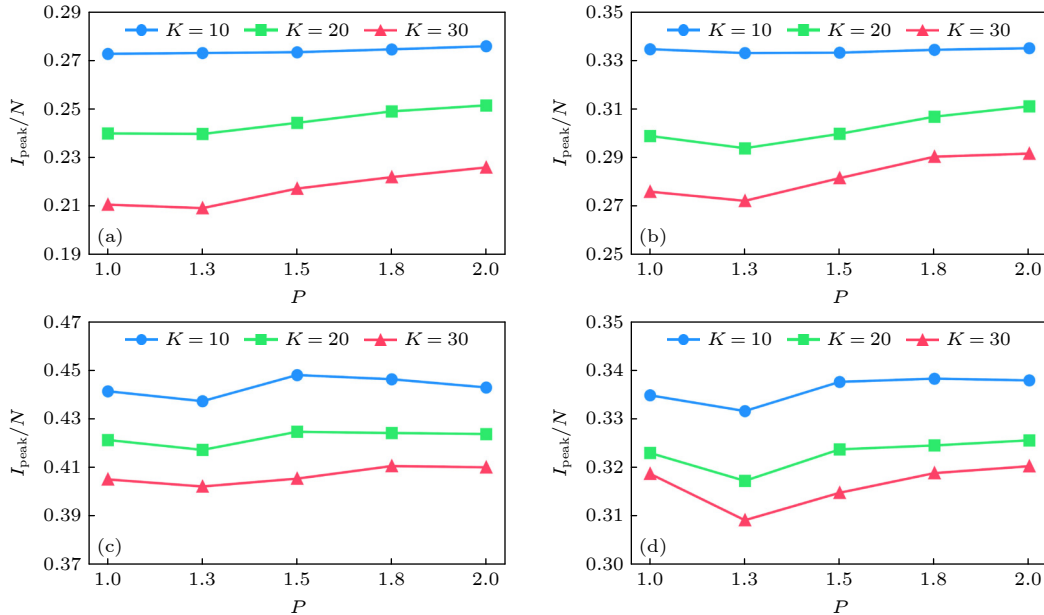 0.29
0.27
0.25
0.23
0.21
0.19
I_peak/N
K = 10 K = 20 K = 30
(a)
1.0 1.3 1.5 1.8 2.0
P
0.35
0.33
0.31
0.29
0.27
0.25
I_peak/N
K = 10 K = 20 K = 30
(b)
1.0 1.3 1.5 1.8 2.0
P
0.47
0.45
0.43
0.41
0.39
0.37
I_peak/N
K = 10 K = 20 K = 30
(c)
1.0 1.3 1.5 1.8 2.0
P
0.35
0.34
0.33
0.32
0.31
0.30
I_peak/N
K = 10 K = 20 K = 30
(d)
1.0 1.3 1.5 1.8 2.0
P